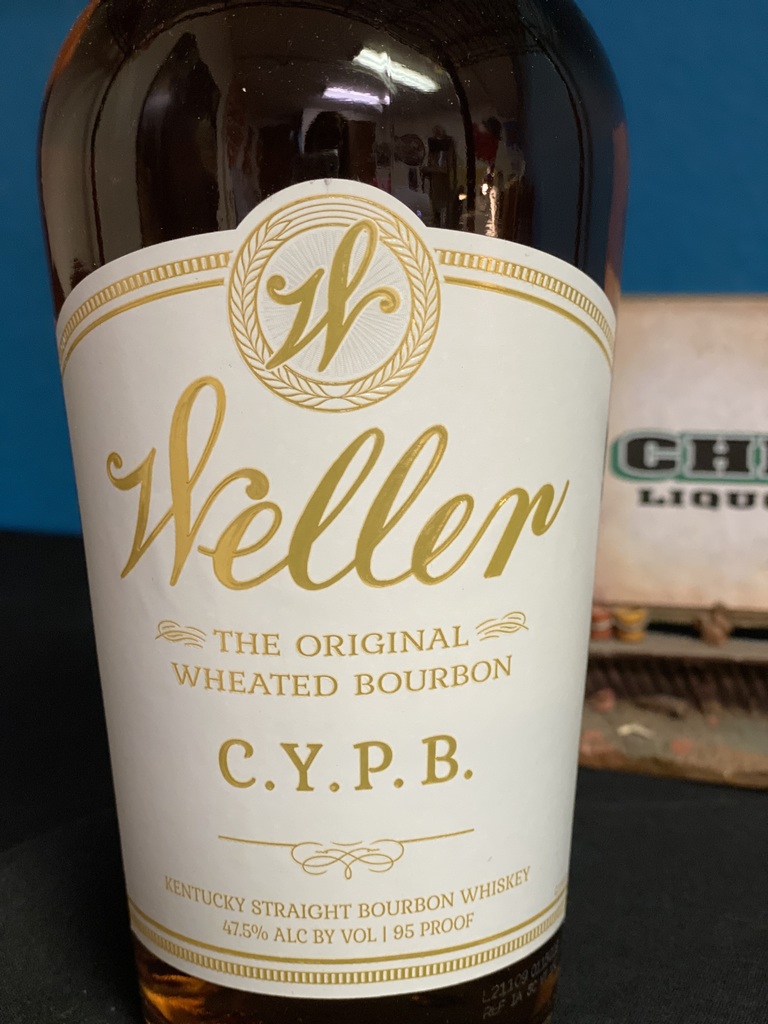 W
Weller
THE ORIGINAL
WHEATED BOURBON
C.Y.P.B.
KENTUCKY STRAIGHT BOURBON WHISKEY
47.5% ALC BY VOL | 95 PROOF